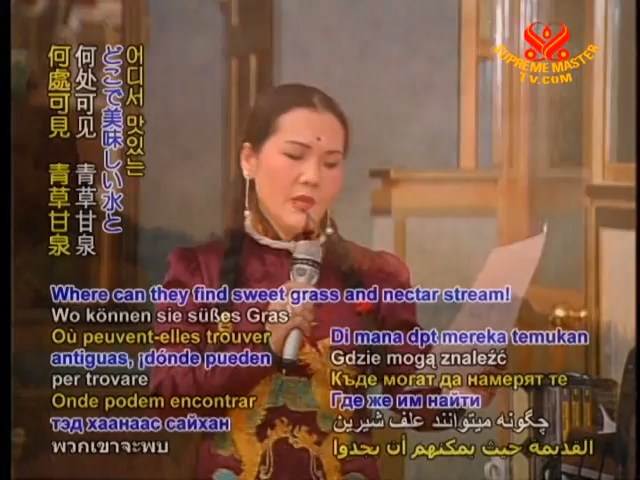 SUPREME MASTER
TV.COM
어디서 맛있는
どこで美味しい水と
何处可见 青草甘泉
何處可見 青草甘泉
Where can they find sweet grass and nectar stream!
Wo können sie süßes Gras
Où peuvent-elles trouver
antiguas, ¡dónde pueden
per trovare
Onde podem encontrar
тэд хаанаас сайхан
พวกเขาจะพบ
Di mana dpt mereka temukan
Gdzie mogą znaleźć
Къде могат да намерят те
Где же им найти
چگونه میتوانند علف شیرین
القديمة حيث يمكنهم أن يجدوا